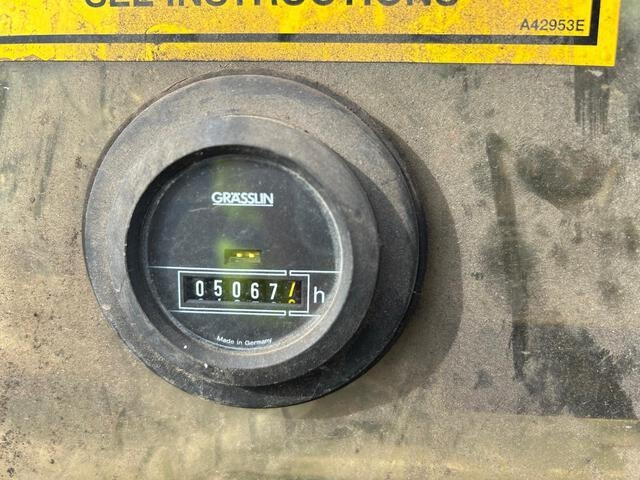 SEE INSTRUCTIONS
A42953E
GRÄSSLIN
05067
h
Made in Germany